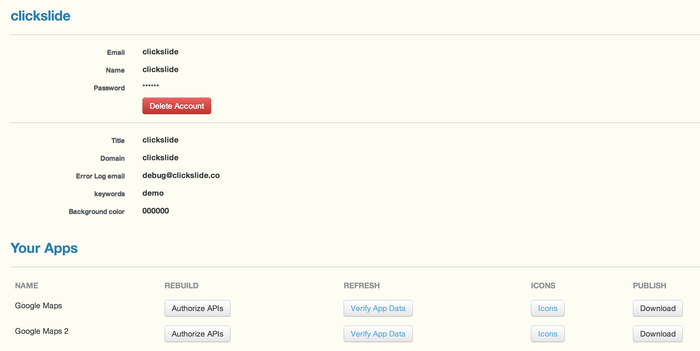 clickslide
Email clickslide
Name clickslide
Password ******
Delete Account
Title clickslide
Domain clickslide
Error Log email debug@clickslide.co
keywords demo
Background color 000000
Your Apps
NAME REBUILD REFRESH ICONS PUBLISH
Google Maps Authorize APIs Verify App Data Icons Download
Google Maps 2 Authorize APIs Verify App Data Icons Download